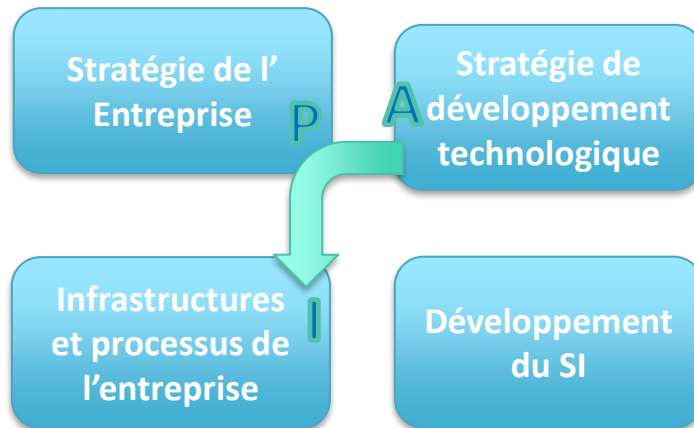 Stratégie de l’
Entreprise
P
A
Stratégie de
développement
technologique
Infrastructures
et processus de
l’entreprise
I
Développement
du SI